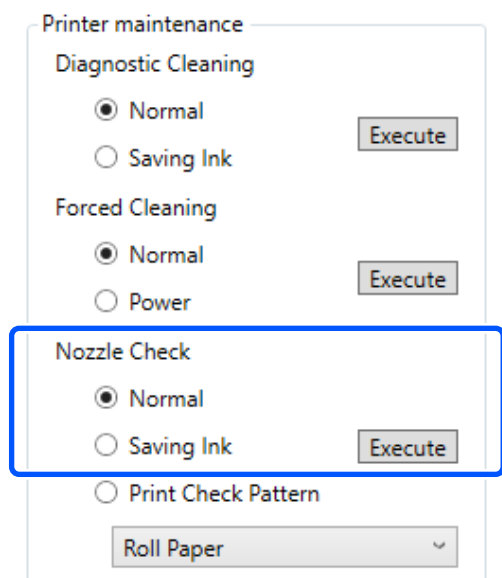 Printer maintenance
Diagnostic Cleaning
Normal
Execute
Saving Ink
Forced Cleaning
Normal
Execute
Power
Nozzle Check
Normal
Saving Ink
Execute
Print Check Pattern
Roll Paper